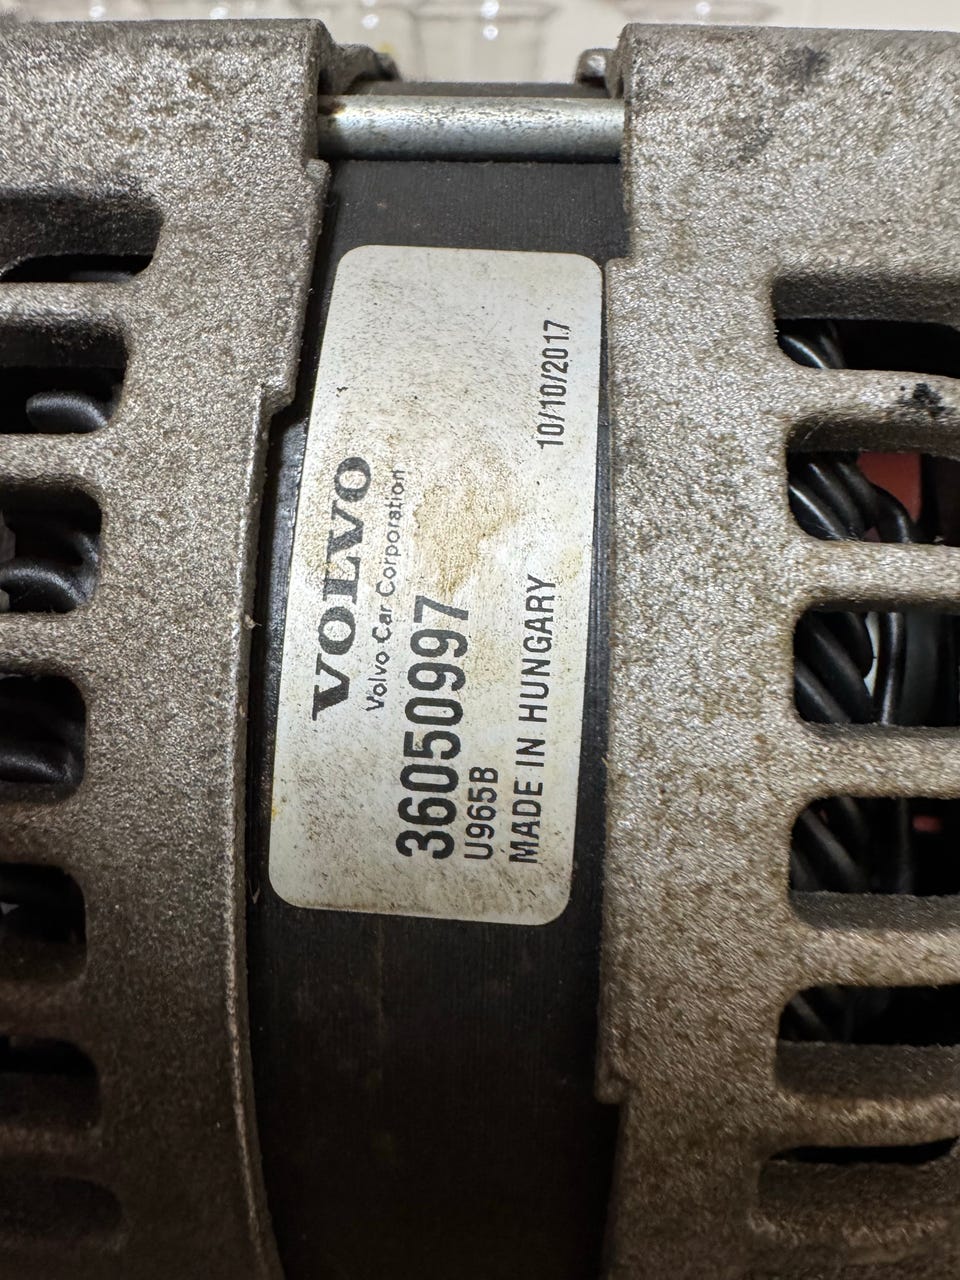 VOLVO
Volvo Car Corporation
36050997
U965B
MADE IN HUNGARY 10/10/2017